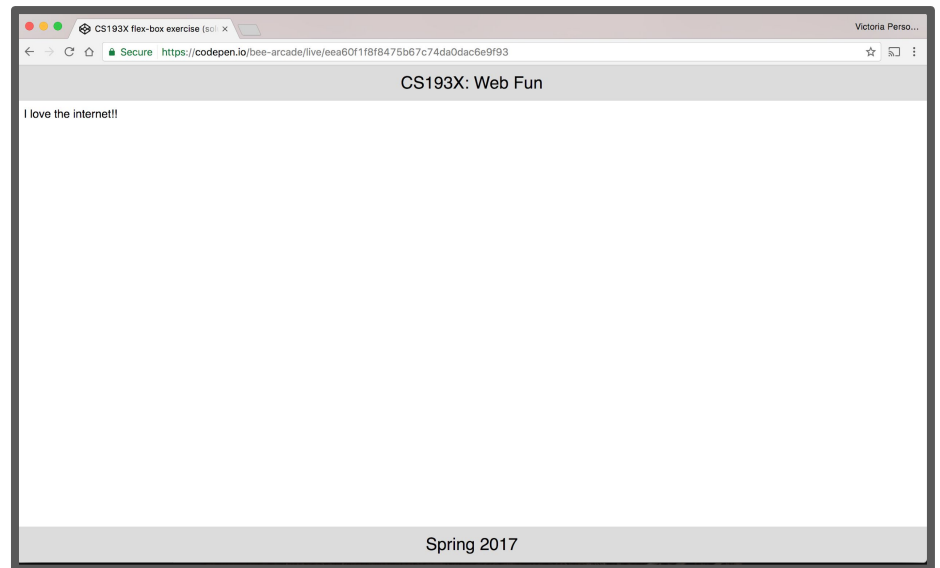 CS193X flex-box exercise (sol
Victoria Perso...
Secure https://codepen.io/bee-arcade/live/eea60f1f8f8475b67c74da0dac6e9f93
CS193X: Web Fun
I love the internet!!
Spring 2017